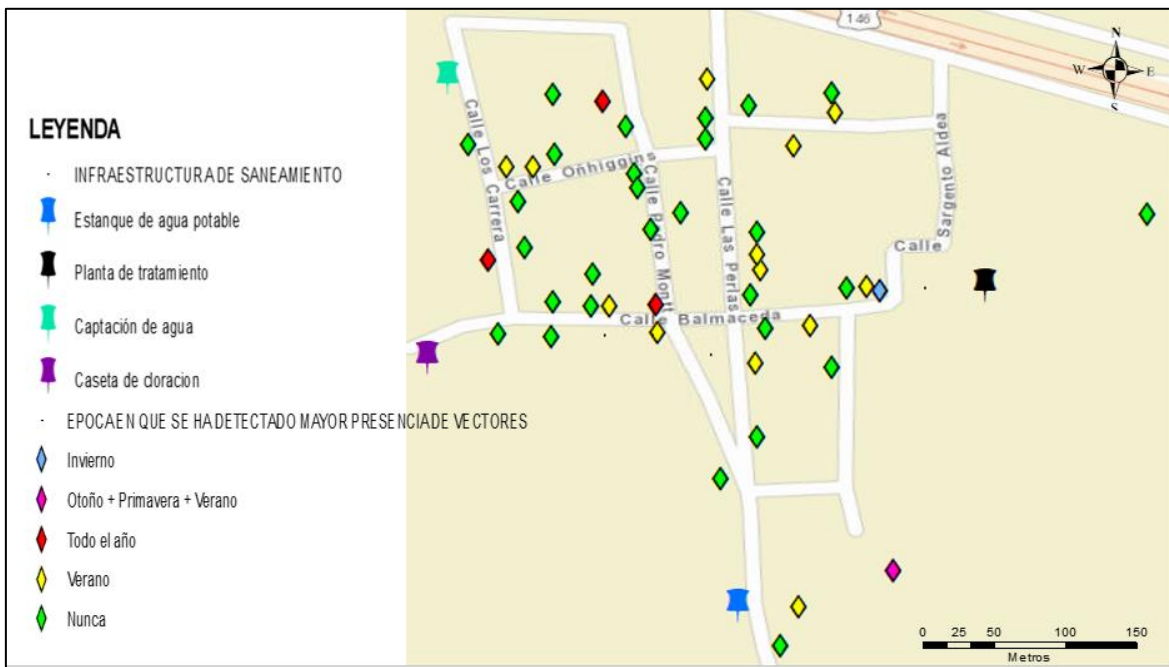 LEYENDA
· INFRAESTRUCTURA DE SANEAMIENTO
Estanque de agua potable
Planta de tratamiento
Captación de agua
Caseta de cloracion
· EPOCA EN QUE SE HA DETECTADO MAYOR PRESENCIA DE VECTORES
Invierno
Otoño + Primavera + Verano
Todo el año
Verano
Nunca
146
N
W E
S
Calle Los Carrera
Calle Oñhiggins
Calle Pedro Montt
Calle Las Perlas
Calle Sargento Aldea
Calle Balmaceda
0 25 50 100 150
Metros